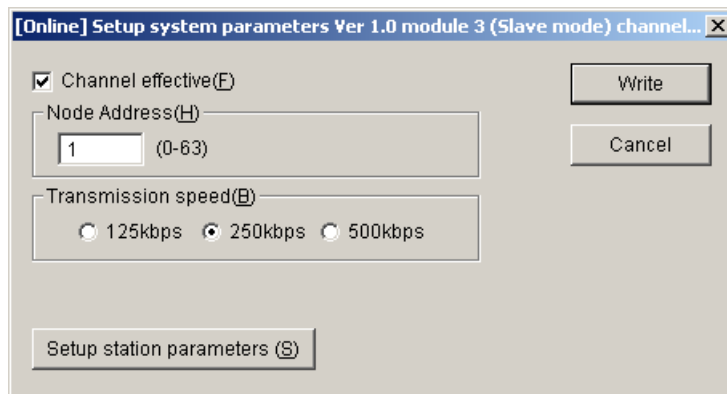 [Online] Setup system parameters Ver 1.0 module 3 (Slave mode) channel...
Channel effective(F)
Write
Node Address(H)
1 (0-63)
Cancel
Transmission speed(B)
125kbps 250kbps 500kbps
Setup station parameters (S)